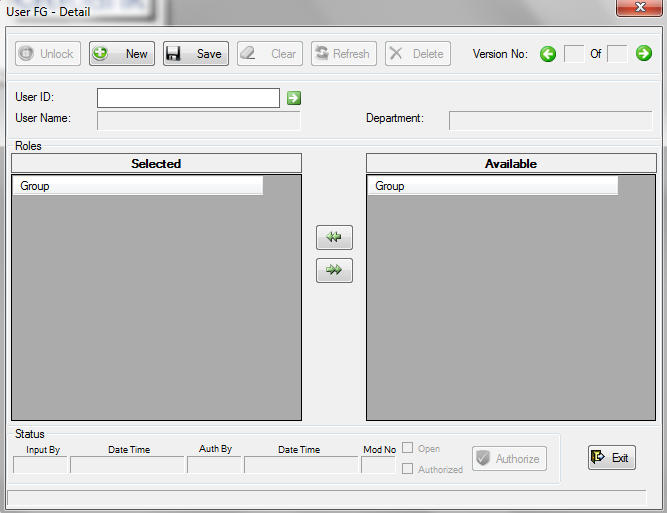 User FG - Detail
Unlock New Save Clear Refresh Delete Version No: Of
User ID:
User Name: Department:
Roles
Selected Available
Group Group
Status
Input By Date Time Auth By Date Time Mod No Open
Authorized
Authorize Exit